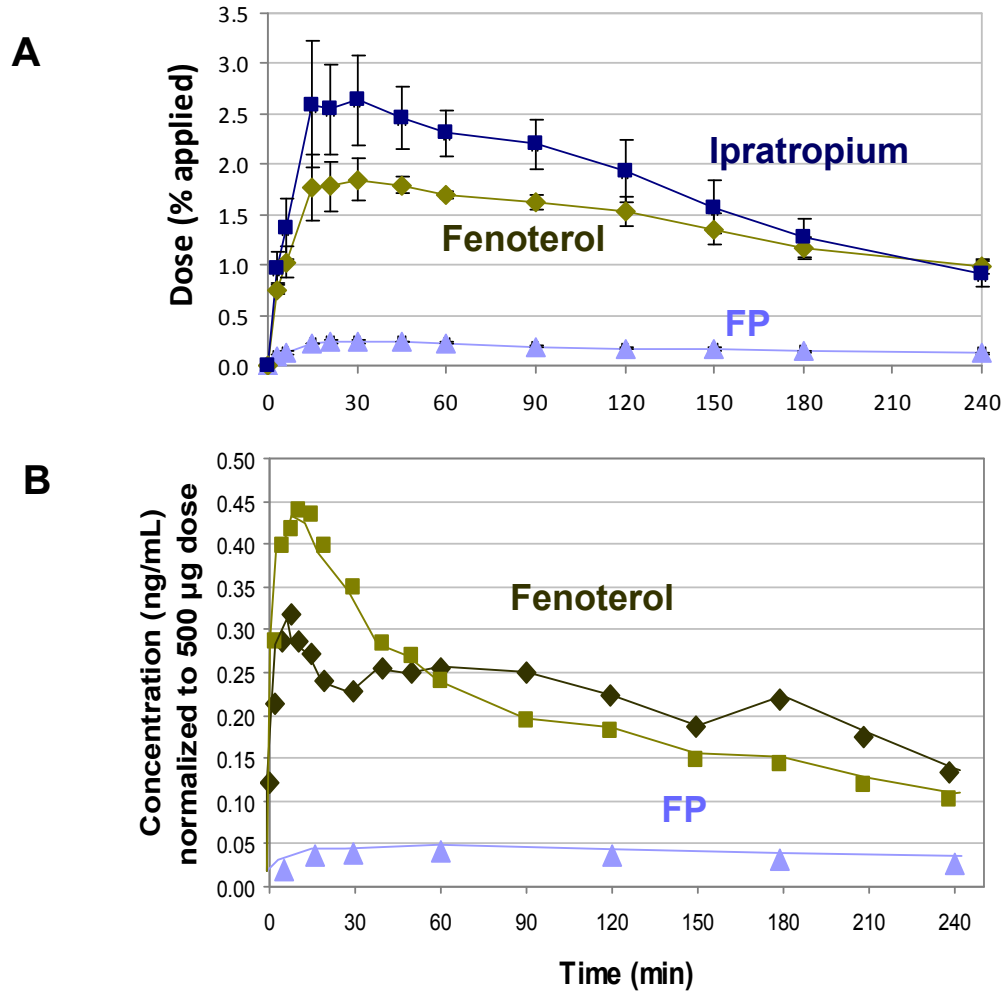 A
Dose (% applied)
3.5
3.0
2.5
2.0
1.5
1.0
0.5
0.0
Ipratropium
Fenoterol
FP
0 30 60 90 120 150 180 210 240
B
Concentration (ng/mL)
normalized to 500 µg dose
0.50
0.45
0.40
0.35
0.30
0.25
0.20
0.15
0.10
0.05
0.00
Fenoterol
FP
0 30 60 90 120 150 180 210 240
Time (min)